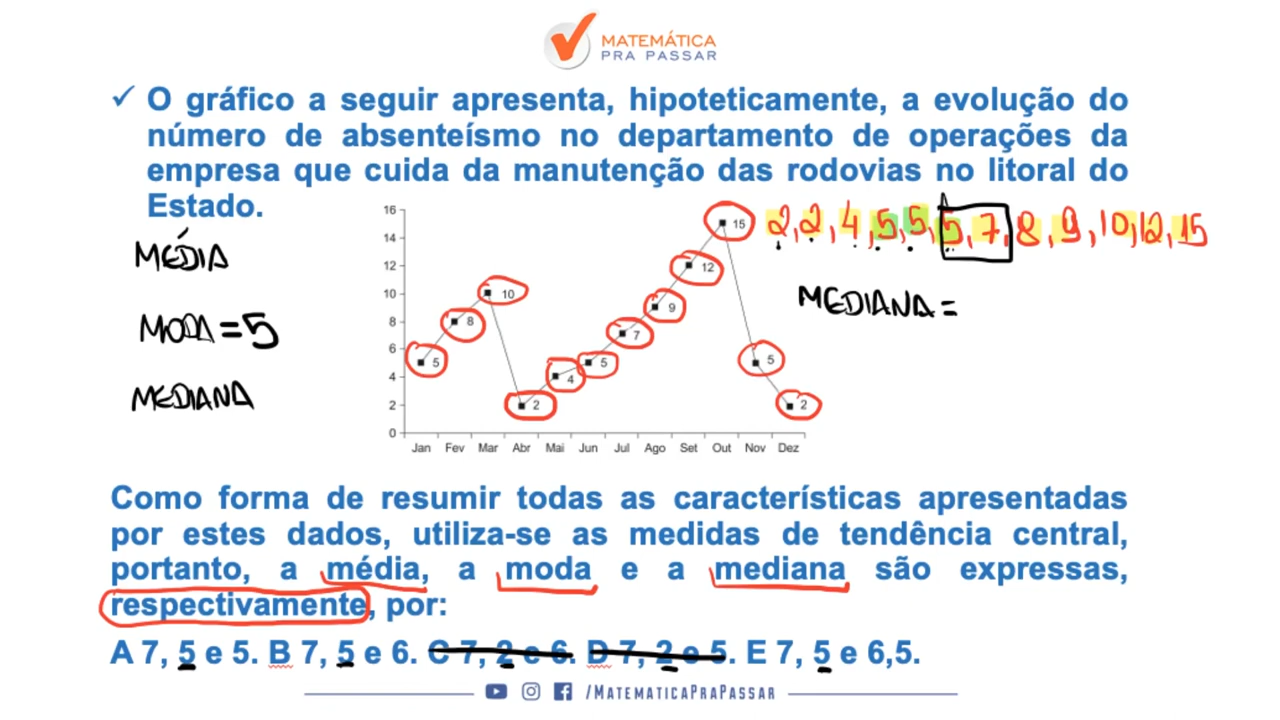 MATEMÁTICA
PRA PASSAR
✓ O gráfico a seguir apresenta, hipoteticamente, a evolução do
número de absenteísmo no departamento de operações da
empresa que cuida da manutenção das rodovias no litoral do
Estado.
MÉDIA
MODA = 5
MEDIANA
16
14
12
10
8
6
4
2
0
5
8
10
2
4
5
7
9
12
15
5
2
Jan Fev Mar Abr Mai Jun Jul Ago Set Out Nov Dez
2, 2, 4, 5, 5, 5, 7, 8, 9, 10, 12, 15
MEDIANA =
Como forma de resumir todas as características apresentadas
por estes dados, utiliza-se as medidas de tendência central,
portanto, a média, a moda e a mediana são expressas,
respectivamente, por:
A 7, 5 e 5. B 7, 5 e 6. C 7, 2 e 6. D 7, 2 e 5. E 7, 5 e 6,5.
/MatematicaPraPassar